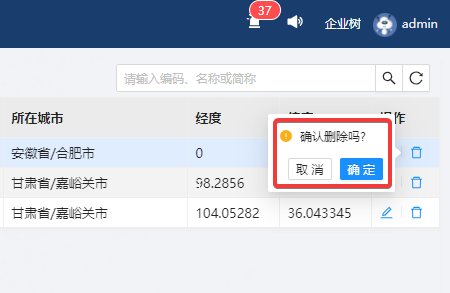 37
企业树 admin
请输入编码、名称或简称
所在城市 经度 操作
确认删除吗?
安徽省/合肥市 0
取 消 确 定
甘肃省/嘉峪关市 98.2856
甘肃省/嘉峪关市 104.05282 36.043345